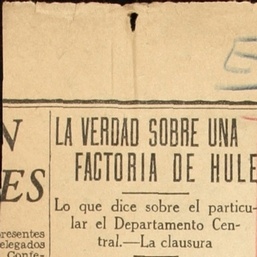 LA VERDAD SOBRE UNA
FACTORIA DE HULE
Lo que dice sobre el particu-
lar el Departamento Cen-
tral.—La clausura
N
ES
presentes
elegados
Confe-